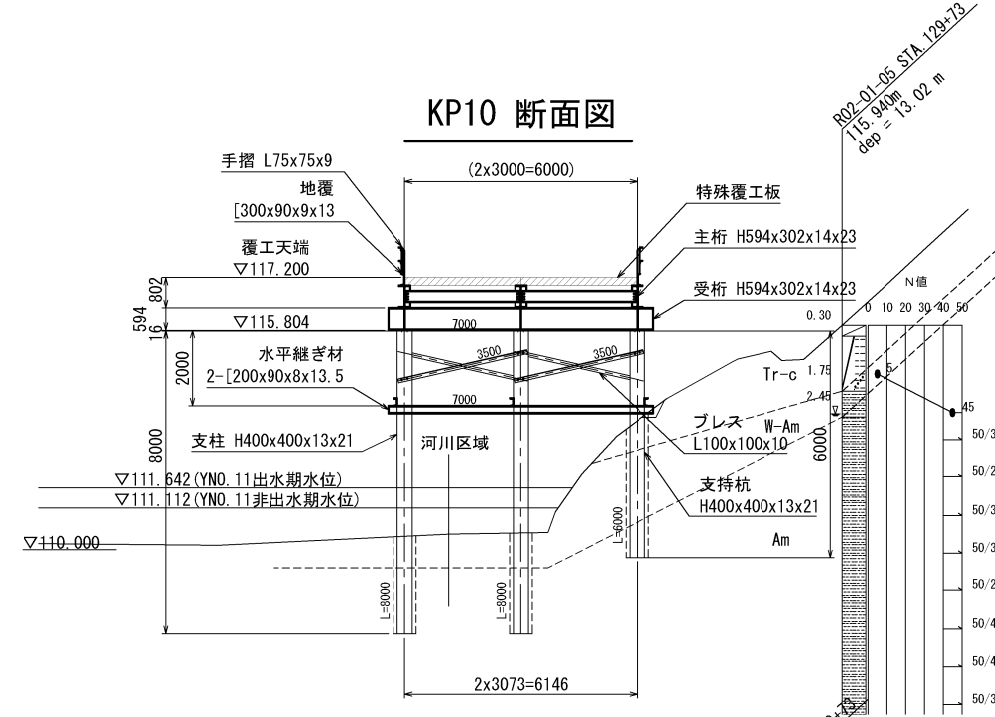 R02-01-05 STA. 129+73
115.940m
dep = 13.02 m
KP10 断面図
手摺 L75x75x9
(2x3000=6000)
地覆
[300x90x9x13
特殊覆工板
覆工天端
▽117.200
主桁 H594x302x14x23
受桁 H594x302x14x23
N値
0 10 20 30 40 50
802
594
16
▽115.804
7000
0.30
水平継ぎ材
2-[200x90x8x13.5
2000
3500
3500
7000
Tr-c
1.75
2.45
5
45
ブレス
L100x100x10
W-Am
6000
8000
支柱 H400x400x13x21
河川区域
50/3
▽111.642(YNO.11出水期水位)
▽111.112(YNO.11非出水期水位)
支持杭
H400x400x13x21
50/2
50/3
▽110.000
L=6000
Am
50/3
L=8000
L=8000
50/2
50/4
50/4
50/3
2x3073=6146
+73